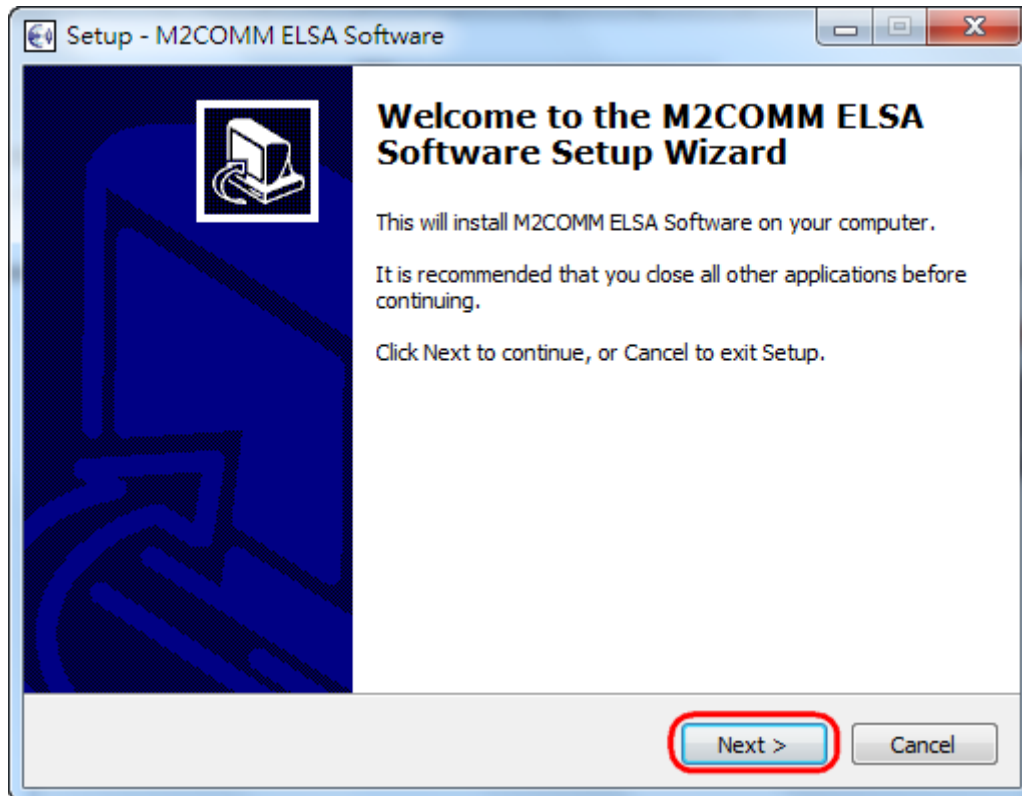 Setup - M2COMM ELSA Software
Welcome to the M2COMM ELSA
Software Setup Wizard
This will install M2COMM ELSA Software on your computer.
It is recommended that you close all other applications before
continuing.
Click Next to continue, or Cancel to exit Setup.
Next >
Cancel